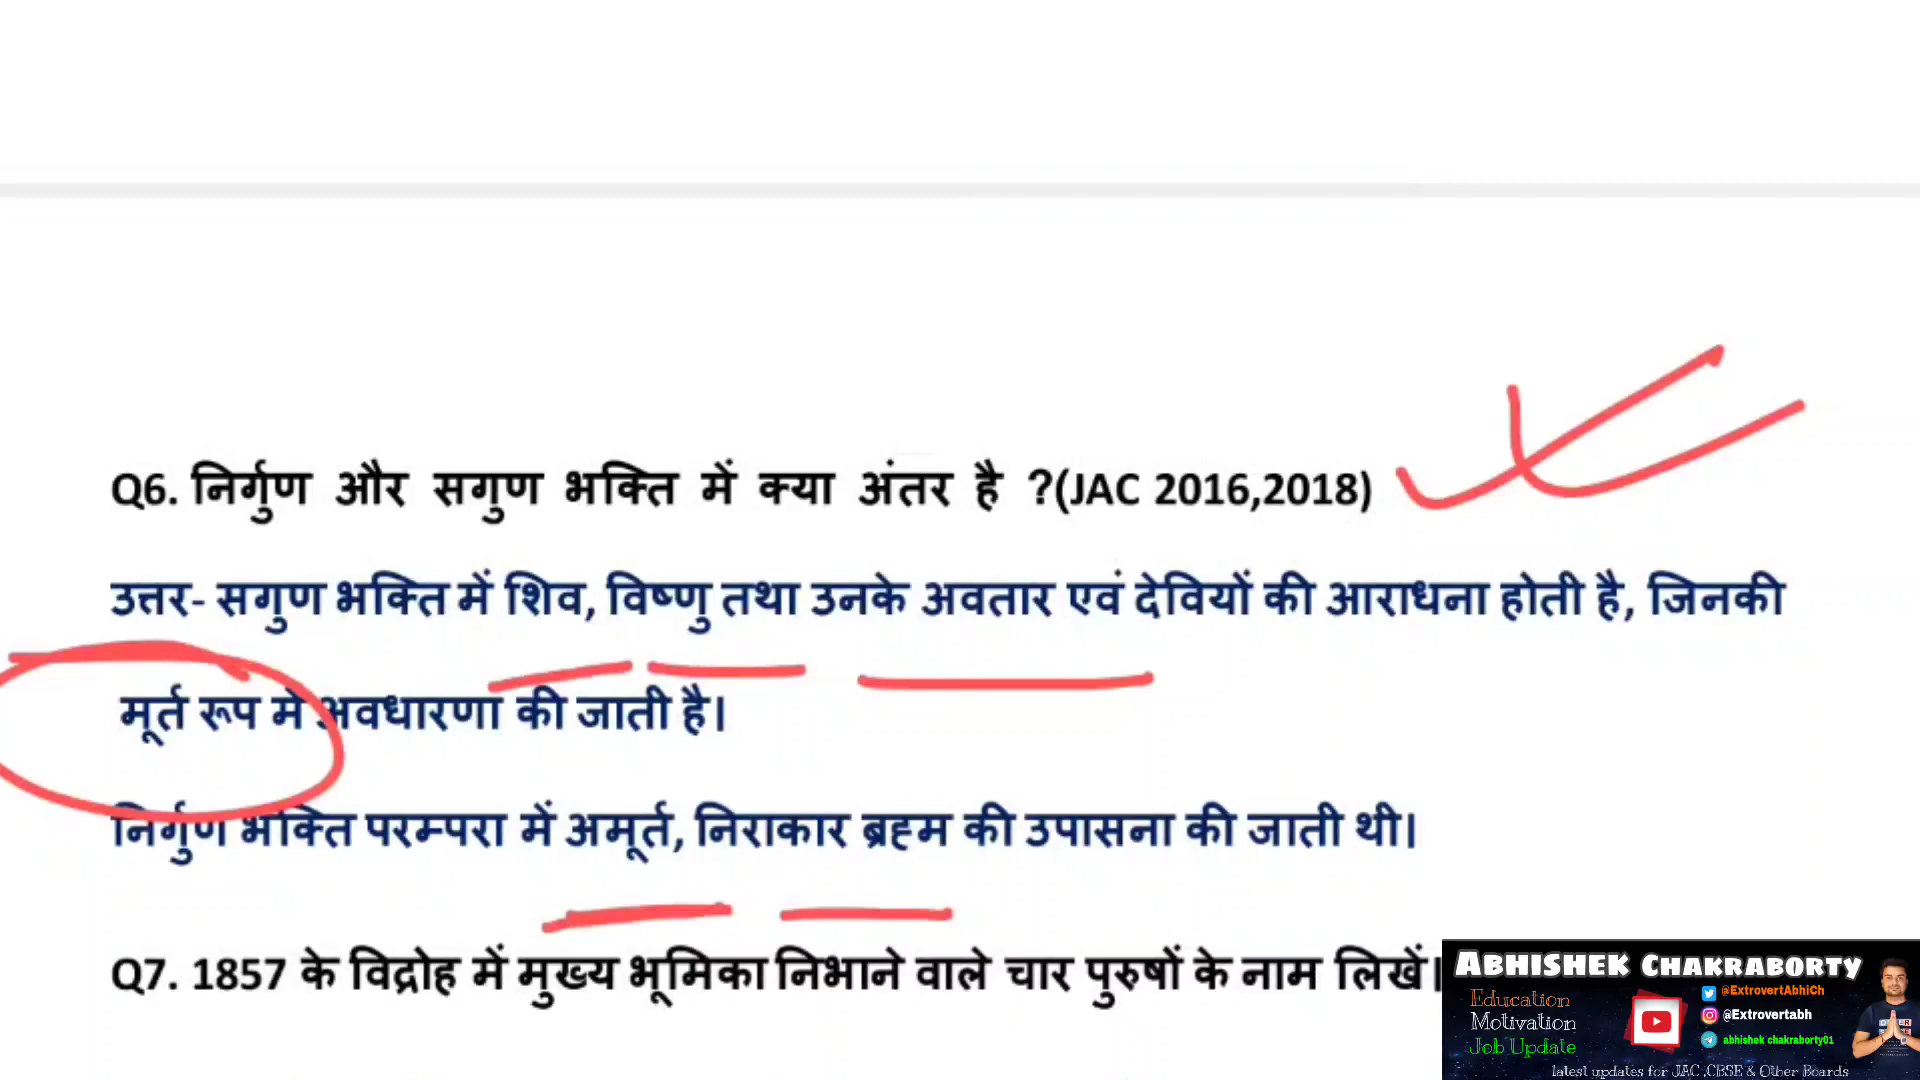 Q6. निर्गुण और सगुण भक्ति में क्या अंतर है ?(JAC 2016,2018)
उत्तर- सगुण भक्ति में शिव, विष्णु तथा उनके अवतार एवं देवियों की आराधना होती है, जिनकी
मूर्त रूप मे अवधारणा की जाती है।
निर्गुण भक्ति परम्परा में अमूर्त, निराकार ब्रह्म की उपासना की जाती थी।
Q7. 1857 के विद्रोह में मुख्य भूमिका निभाने वाले चार पुरुषों के नाम लिखें।
ABHISHEK CHAKRABORTY
Education
Motivation
Job Update
@ExtrovertAbhiCh
@Extrovertabh
abhishek chakraborty01
latest updates for JAC ,CBSE & Other Boards